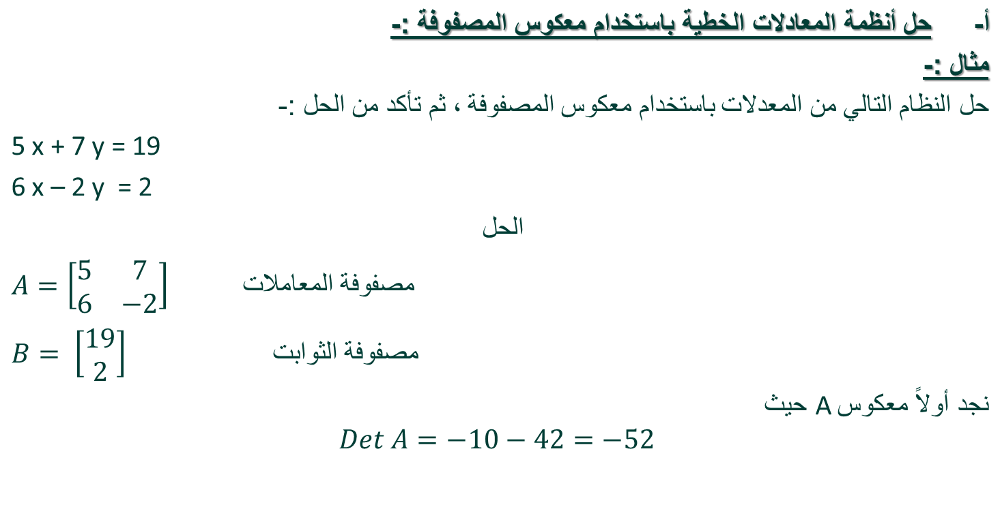 أ- حل أنظمة المعادلات الخطية باستخدام معكوس المصفوفة :-
مثال :-
حل النظام التالي من المعدلات باستخدام معكوس المصفوفة ، ثم تأكد من الحل :-
5 x + 7 y = 19
6 x – 2 y = 2
الحل
A = [5 7 6 −2] مصفوفة المعاملات
B = [19 2] مصفوفة الثوابت
نجد أولاً معكوس A حيث
Det A = −10 − 42 = −52